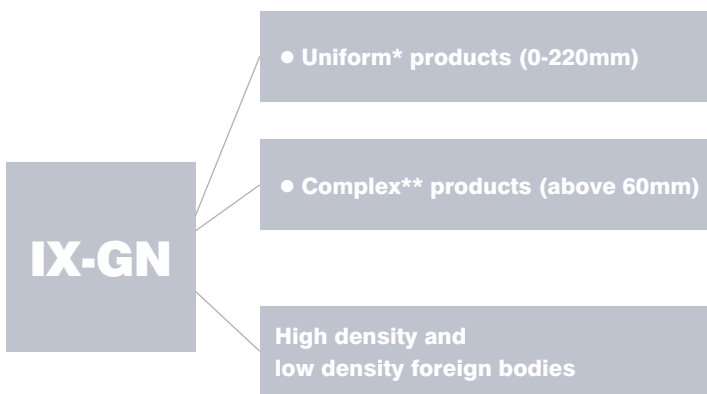 IX-GN
● Uniform* products (0-220mm)
● Complex** products (above 60mm)
High density and
low density foreign bodies